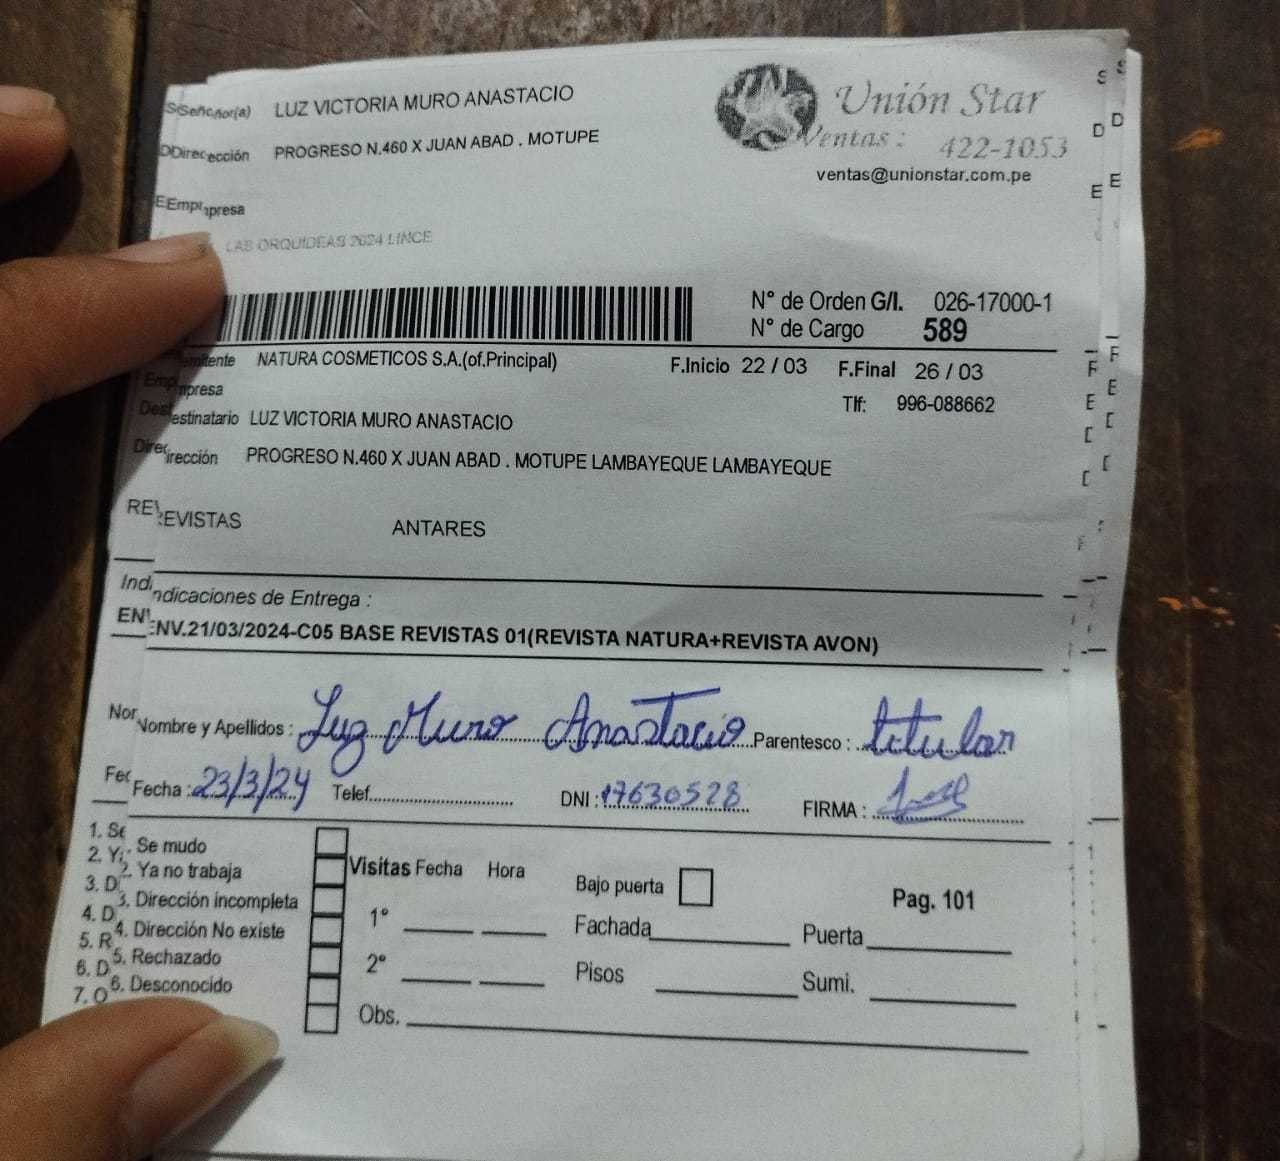 Señor(a) LUZ VICTORIA MURO ANASTACIO
Dirección PROGRESO N.460 X JUAN ABAD . MOTUPE
Empresa
LAS ORQUIDEAS 2624 LINCE
Unión Star
Ventas : 422-1053
ventas@unionstar.com.pe
N° de Orden G/I. 026-17000-1
N° de Cargo 589
NATURA COSMETICOS S.A.(of.Principal) F.Inicio 22 / 03 F.Final 26 / 03
Empresa Tlf: 996-088662
Destinatario LUZ VICTORIA MURO ANASTACIO
Dirección PROGRESO N.460 X JUAN ABAD . MOTUPE LAMBAYEQUE LAMBAYEQUE
REVISTAS ANTARES
Indicaciones de Entrega :
ENV.21/03/2024-C05 BASE REVISTAS 01(REVISTA NATURA+REVISTA AVON)
Nombre y Apellidos : Luz Muro Anastacio Parentesco : titular
Fecha : 23/3/24 Telef. DNI : 17630528 FIRMA :
1. Se mudo
2. Ya no trabaja
3. Dirección incompleta
4. Dirección No existe
5. Rechazado
6. Desconocido
Visitas Fecha Hora
1°
2°
Obs.
Bajo puerta Pag. 101
Fachada Puerta
Pisos Sumi.